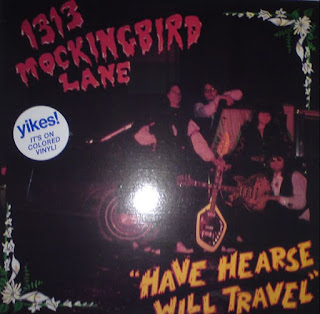 1313
MOCKINGBIRD
LANE
yikes!
IT'S ON
COLORED
VINYL!
"HAVE HEARSE
WILL TRAVEL"